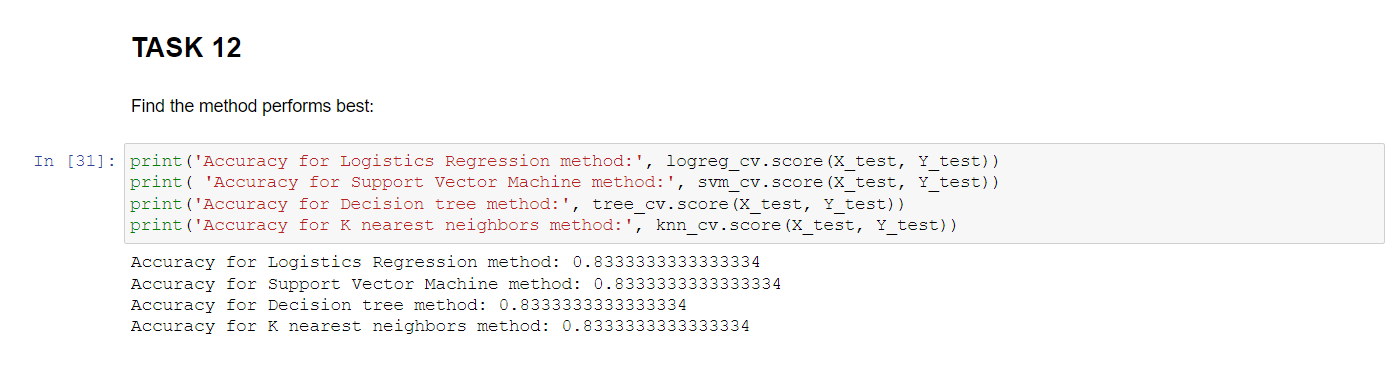 TASK 12
Find the method performs best:
In [31]: print('Accuracy for Logistics Regression method:', logreg_cv.score(X_test, Y_test))
print( 'Accuracy for Support Vector Machine method:', svm_cv.score(X_test, Y_test))
print('Accuracy for Decision tree method:', tree_cv.score(X_test, Y_test))
print('Accuracy for K nearest neighbors method:', knn_cv.score(X_test, Y_test))
Accuracy for Logistics Regression method: 0.8333333333333334
Accuracy for Support Vector Machine method: 0.8333333333333334
Accuracy for Decision tree method: 0.8333333333333334
Accuracy for K nearest neighbors method: 0.8333333333333334